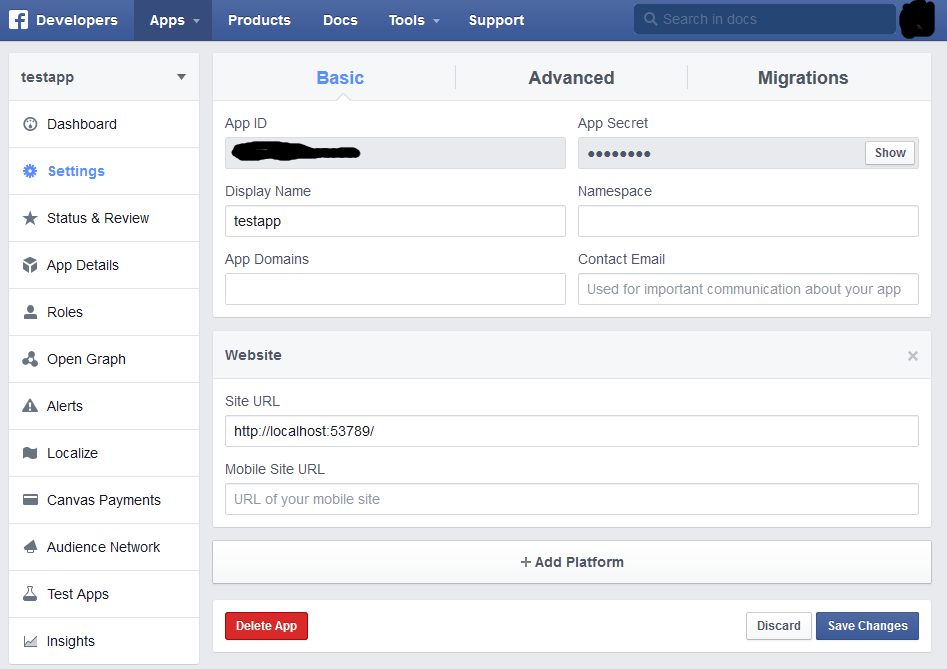 Developers Apps Products Docs Tools Support Search in docs
testapp
Dashboard
Settings
Status & Review
App Details
Roles
Open Graph
Alerts
Localize
Canvas Payments
Audience Network
Test Apps
Insights
Basic Advanced Migrations
App ID App Secret
•••••••• Show
Display Name Namespace
testapp
App Domains Contact Email
Used for important communication about your app
Website ×
Site URL
http://localhost:53789/
Mobile Site URL
URL of your mobile site
+ Add Platform
Delete App Discard Save Changes